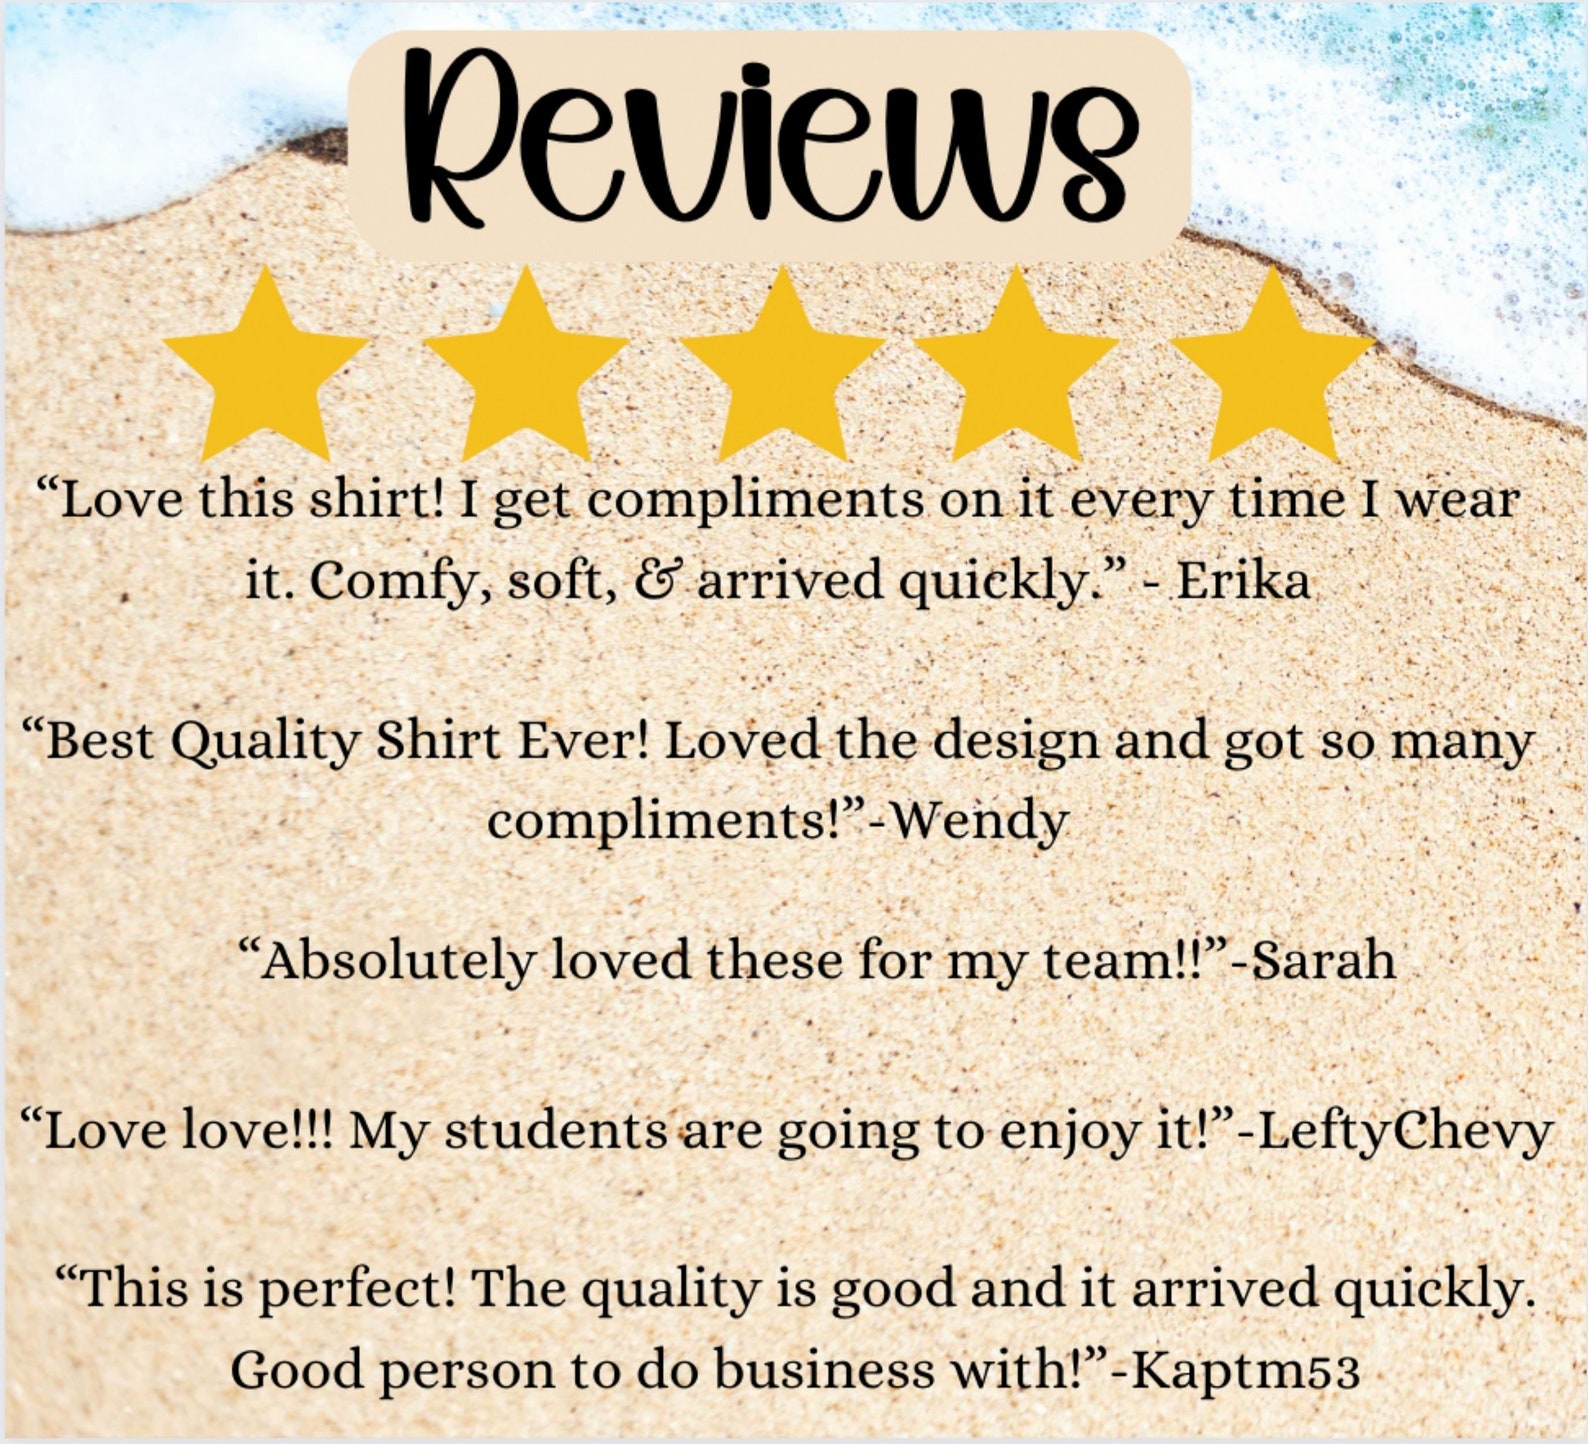 Reviews
“Love this shirt! I get compliments on it every time I wear
it. Comfy, soft, & arrived quickly.” - Erika
“Best Quality Shirt Ever! Loved the design and got so many
compliments!”-Wendy
“Absolutely loved these for my team!!”-Sarah
“Love love!!! My students are going to enjoy it!”-LeftyChevy
“This is perfect! The quality is good and it arrived quickly.
Good person to do business with!”-Kaptm53